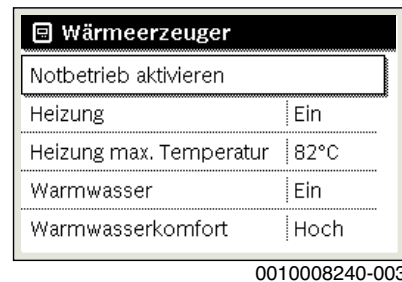 Wärmeerzeuger
Notbetrieb aktivieren
Heizung Ein
Heizung max. Temperatur 82°C
Warmwasser Ein
Warmwasserkomfort Hoch
0010008240-003